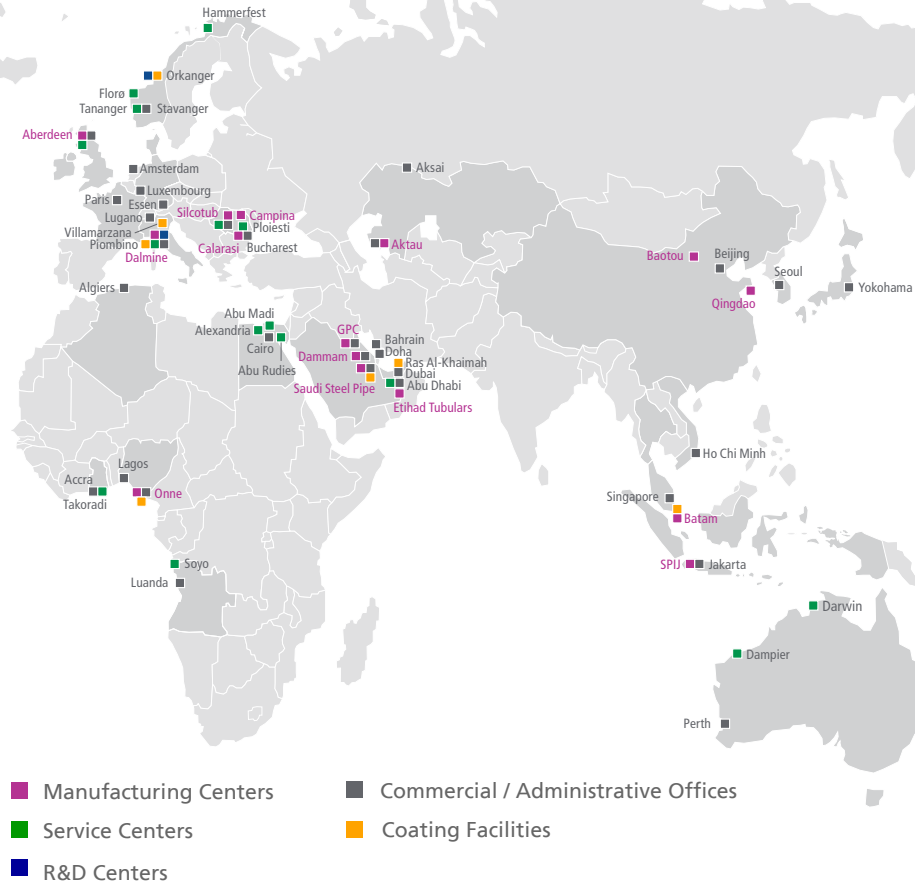 Hammerfest
Orkanger
Florø
Tananger
Stavanger
Aberdeen
Amsterdam
Aksai
Luxembourg
Paris
Essen
Lugano
Silcotub
Campina
Villamarzana
Ploiesti
Piombino
Calarasi
Bucharest
Aktau
Dalmine
Baotou
Beijing
Seoul
Algiers
Yokohama
Qingdao
Abu Madi
Alexandria
GPC
Cairo
Bahrain
Dammam
Doha
Abu Rudies
Ras Al-Khaimah
Dubai
Saudi Steel Pipe
Abu Dhabi
Etihad Tubulars
Ho Chi Minh
Lagos
Accra
Onne
Takoradi
Singapore
Batam
Soyo
SPIJ
Jakarta
Luanda
Darwin
Dampier
Perth
Manufacturing Centers
Commercial / Administrative Offices
Service Centers
Coating Facilities
R&D Centers